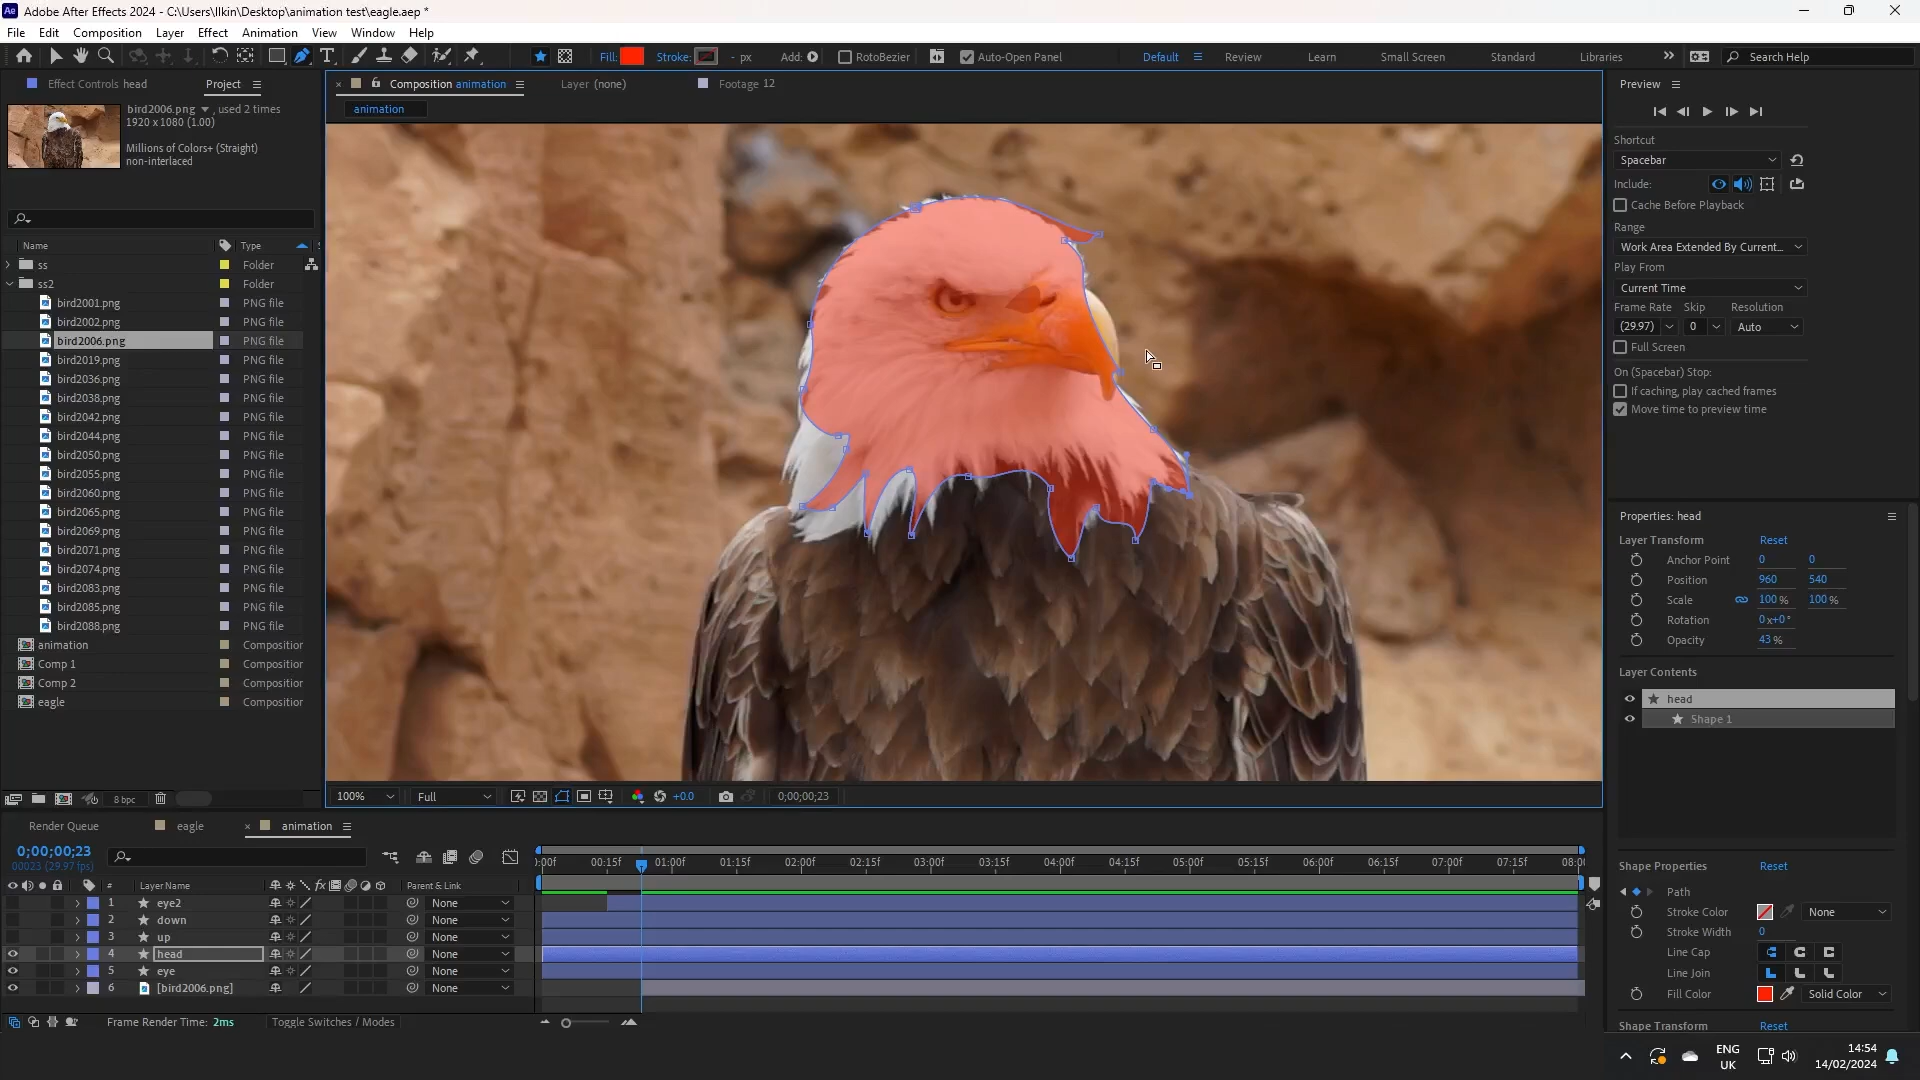 Ae Adobe After Effects 2024 - C:\Users\Ilkin\Desktop\animation test\eagle.aep *
File Edit Composition Layer Effect Animation View Window Help
Fill: Stroke: - px Add: RotoBezier Auto-Open Panel Default Review Learn Small Screen Standard Libraries Search Help
Effect Controls head Project
Composition animation Layer (none) Footage 12
Preview
animation
bird2006.png , used 2 times
1920 x 1080 (1.00)
Millions of Colors+ (Straight)
non-interlaced
Shortcut
Spacebar
Include:
Cache Before Playback
Range
Work Area Extended By Current...
Play From
Current Time
Frame Rate Skip Resolution
(29.97) 0 Auto
Full Screen
On (Spacebar) Stop:
If caching, play cached frames
Move time to preview time
Name Type
ss Folder
ss2 Folder
bird2001.png PNG file
bird2002.png PNG file
bird2006.png PNG file
bird2019.png PNG file
bird2036.png PNG file
bird2038.png PNG file
bird2042.png PNG file
bird2044.png PNG file
bird2050.png PNG file
bird2055.png PNG file
bird2060.png PNG file
bird2065.png PNG file
bird2069.png PNG file
bird2071.png PNG file
bird2074.png PNG file
bird2083.png PNG file
bird2085.png PNG file
bird2088.png PNG file
animation Compositior
Comp 1 Compositior
Comp 2 Compositior
eagle Compositior
8 bpc
100% Full +0.0 0;00;00;23
Properties: head
Layer Transform Reset
Anchor Point 0 0
Position 960 540
Scale 100 % 100 %
Rotation 0x+0°
Opacity 43 %
Layer Contents
head
Shape 1
Shape Properties Reset
Path
Stroke Color None
Stroke Width 0
Line Cap
Line Join
Fill Color Solid Color
Shape Transform Reset
Render Queue eagle animation
0;00;00;23
00023 (29.97 fps)
:00f 00:15f 01:00f 01:15f 02:00f 02:15f 03:00f 03:15f 04:00f 04:15f 05:00f 05:15f 06:00f 06:15f 07:00f 07:15f 08:0
# Layer Name fx Parent & Link
1 eye2 None
2 down None
3 up None
4 head None
5 eye None
6 [bird2006.png] None
Frame Render Time: 2ms Toggle Switches / Modes
ENG
UK
14:54
14/02/2024